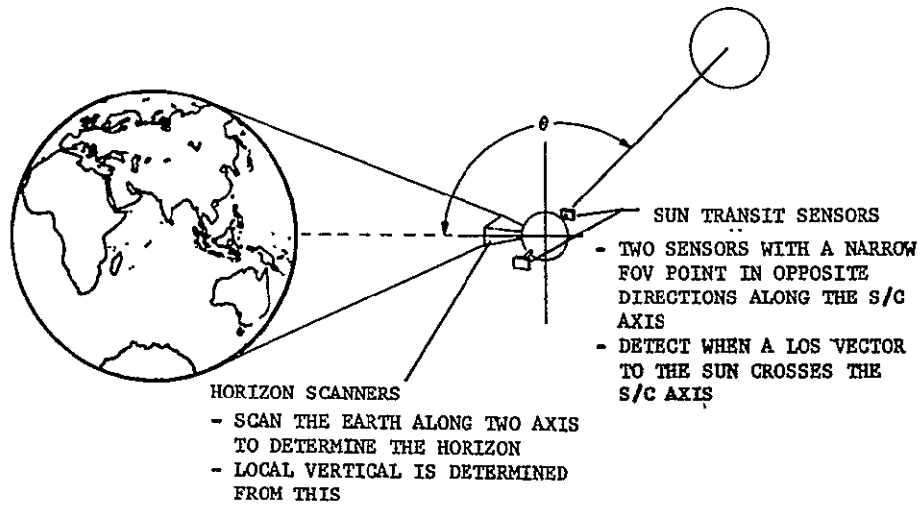 θ
SUN TRANSIT SENSORS
- TWO SENSORS WITH A NARROW
FOV POINT IN OPPOSITE
DIRECTIONS ALONG THE S/C
AXIS
- DETECT WHEN A LOS VECTOR
TO THE SUN CROSSES THE
S/C AXIS
HORIZON SCANNERS
- SCAN THE EARTH ALONG TWO AXIS
TO DETERMINE THE HORIZON
- LOCAL VERTICAL IS DETERMINED
FROM THIS